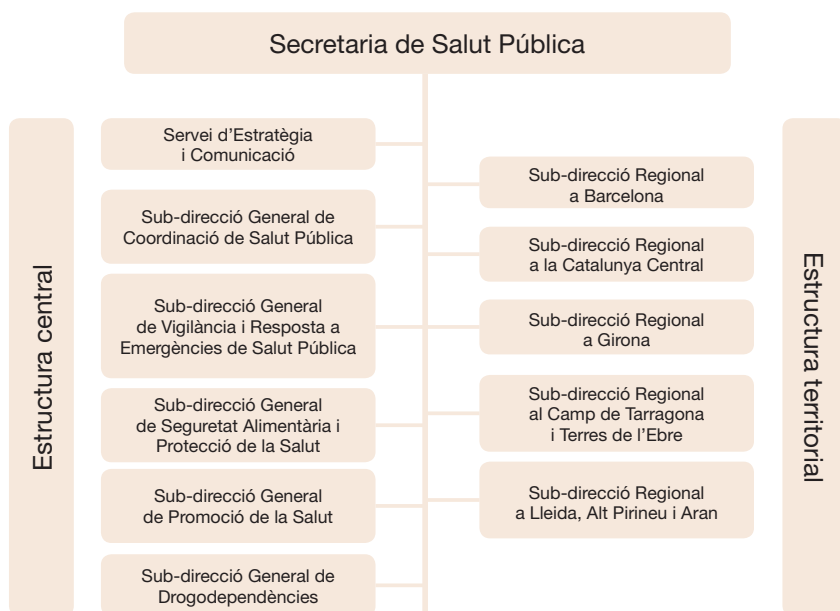 Secretaria de Salut Pública
Estructura central
Servei d’Estratègia
i Comunicació
Sub-direcció General de
Coordinació de Salut Pública
Sub-direcció General
de Vigilància i Resposta a
Emergències de Salut Pública
Sub-direcció General
de Seguretat Alimentària i
Protecció de la Salut
Sub-direcció General
de Promoció de la Salut
Sub-direcció General de
Drogodependències
Sub-direcció Regional
a Barcelona
Sub-direcció Regional
a la Catalunya Central
Sub-direcció Regional
a Girona
Sub-direcció Regional
al Camp de Tarragona
i Terres de l’Ebre
Sub-direcció Regional
a Lleida, Alt Pirineu i Aran
Estructura territorial